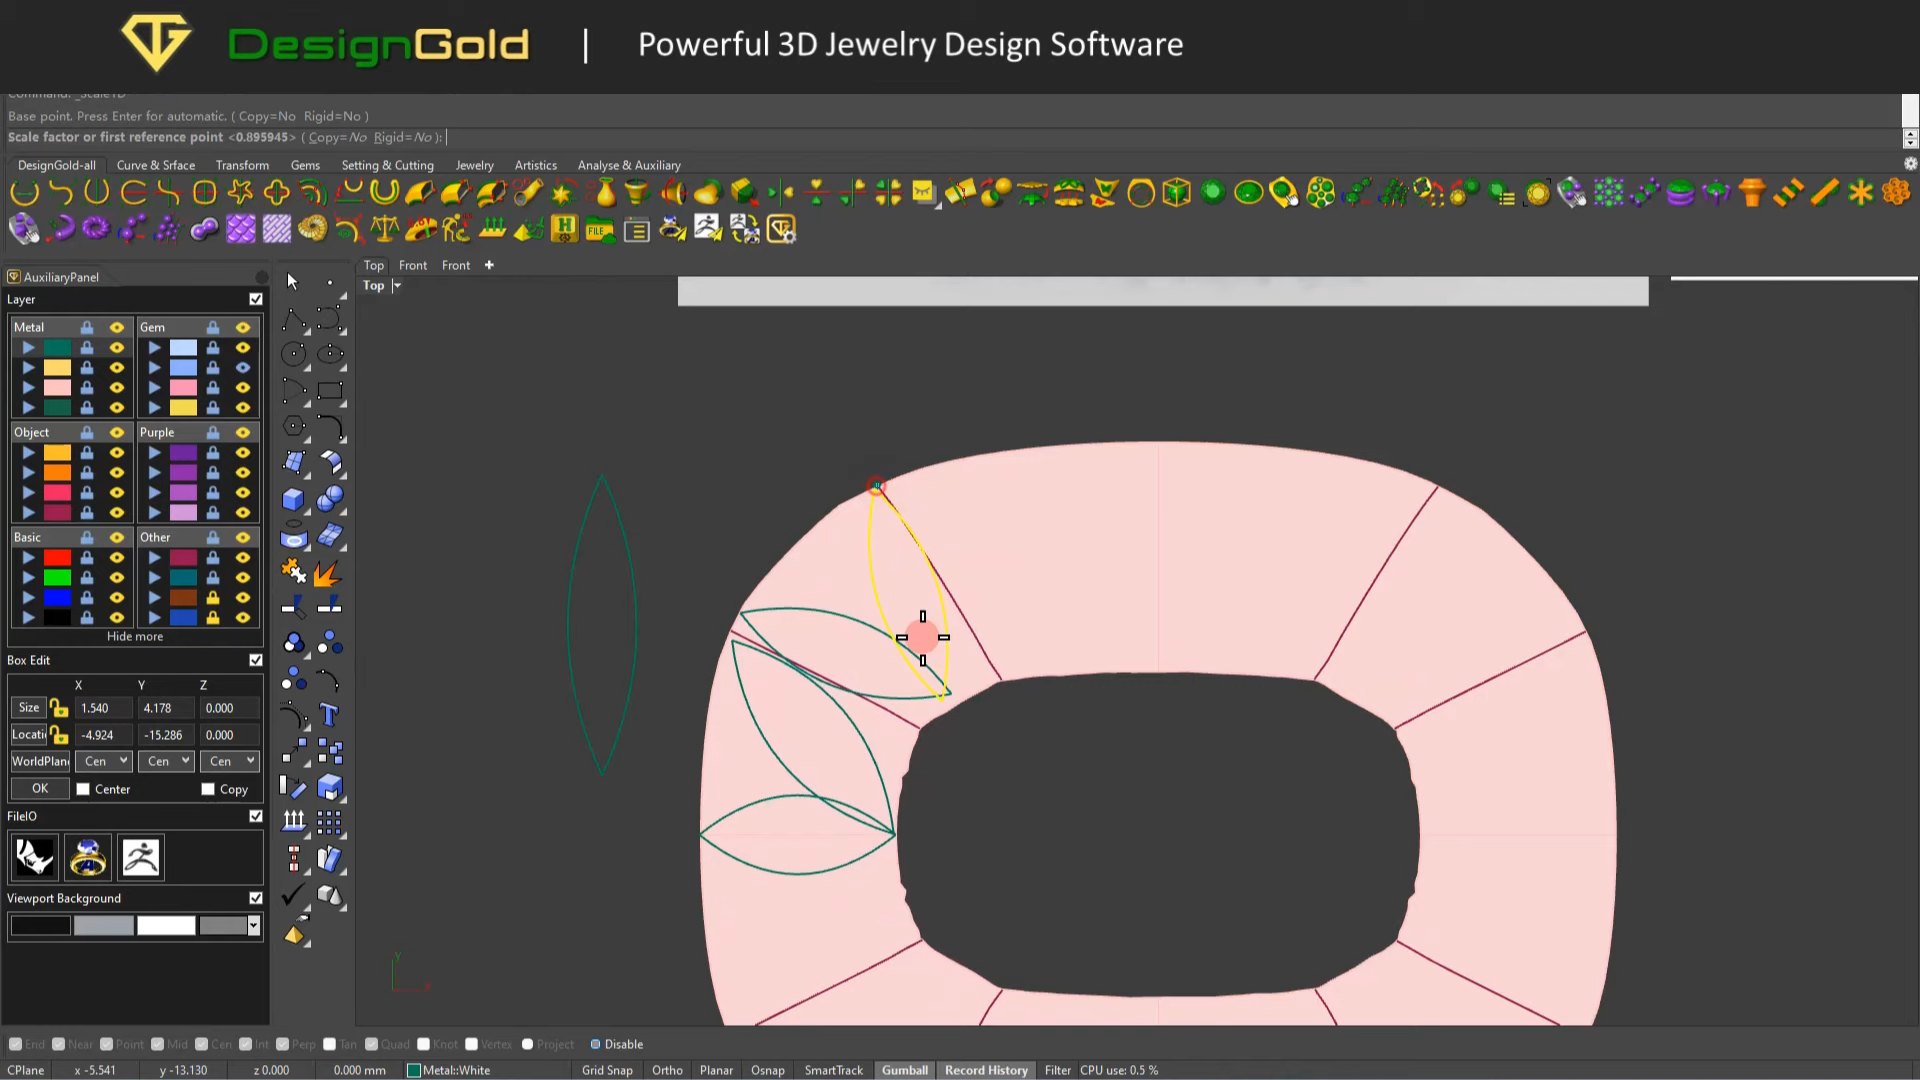 DesignGold | Powerful 3D Jewelry Design Software
Command: _Scale1D
Base point. Press Enter for automatic. ( Copy=No Rigid=No )
Scale factor or first reference point <0.895945> ( Copy=No Rigid=No ):
DesignGold-all Curve & Srface Transform Gems Setting & Cutting Jewelry Artistics Analyse & Auxiliary
H FILE
AuxiliaryPanel
Top Front Front
Top
Layer
Metal Gem
Object Purple
Basic Other
Hide more
Box Edit
X Y Z
Size 1.540 4.178 0.000
Locati -4.924 -15.286 0.000
WorldPlan Cen Cen Cen
OK Center Copy
FileIO
Viewport Background
y
x
End Near Point Mid Cen Int Perp Tan Quad Knot Vertex Project Disable
CPlane x -5.541 y -13.130 z 0.000 0.000 mm Metal::White Grid Snap Ortho Planar Osnap SmartTrack Gumball Record History Filter CPU use: 0.5 %